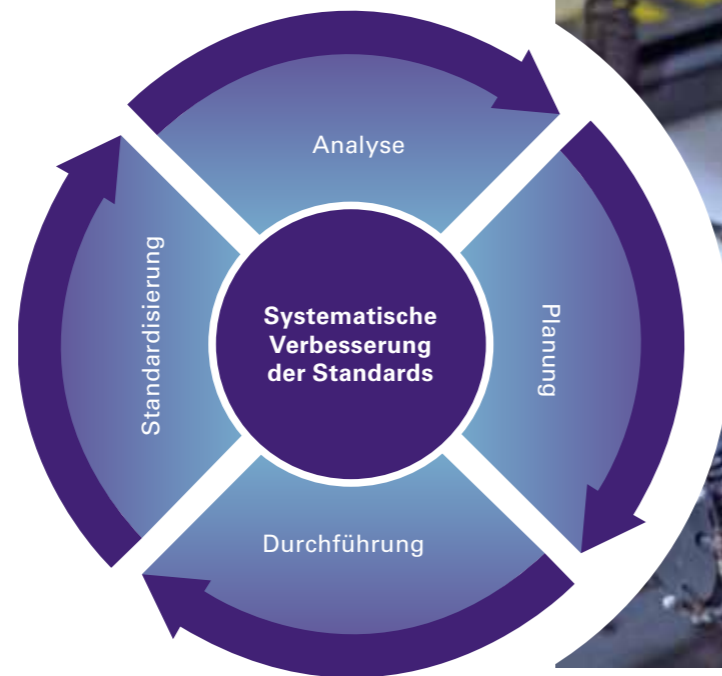 Analyse
Planung
Durchführung
Standardisierung
Systematische
Verbesserung
der Standards